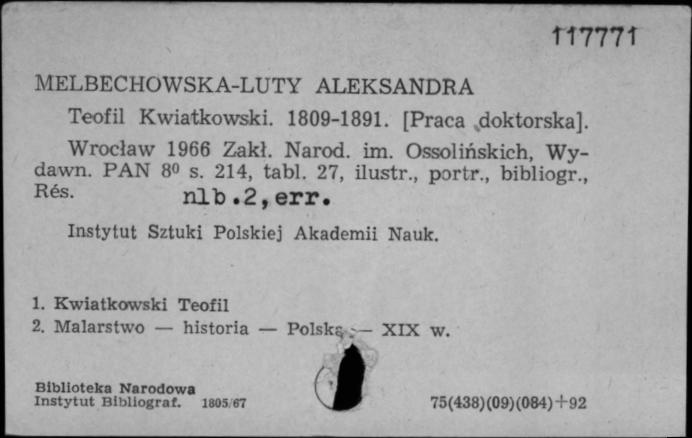 117771
MELBECHOWSKA-LUTY ALEKSANDRA
Teofil Kwiatkowski. 1809-1891. [Praca doktorska].
Wrocław 1966 Zakł. Narod. im. Ossolińskich, Wy-
dawn. PAN 8⁰ s. 214, tabl. 27, ilustr., portr., bibliogr.,
Rés. nlb.2,err.
Instytut Sztuki Polskiej Akademii Nauk.
1. Kwiatkowski Teofil
2. Malarstwo — historia — Polska — XIX w.
Biblioteka Narodowa
Instytut Bibliograf. 1805/67
75(438)(09)(084)+92